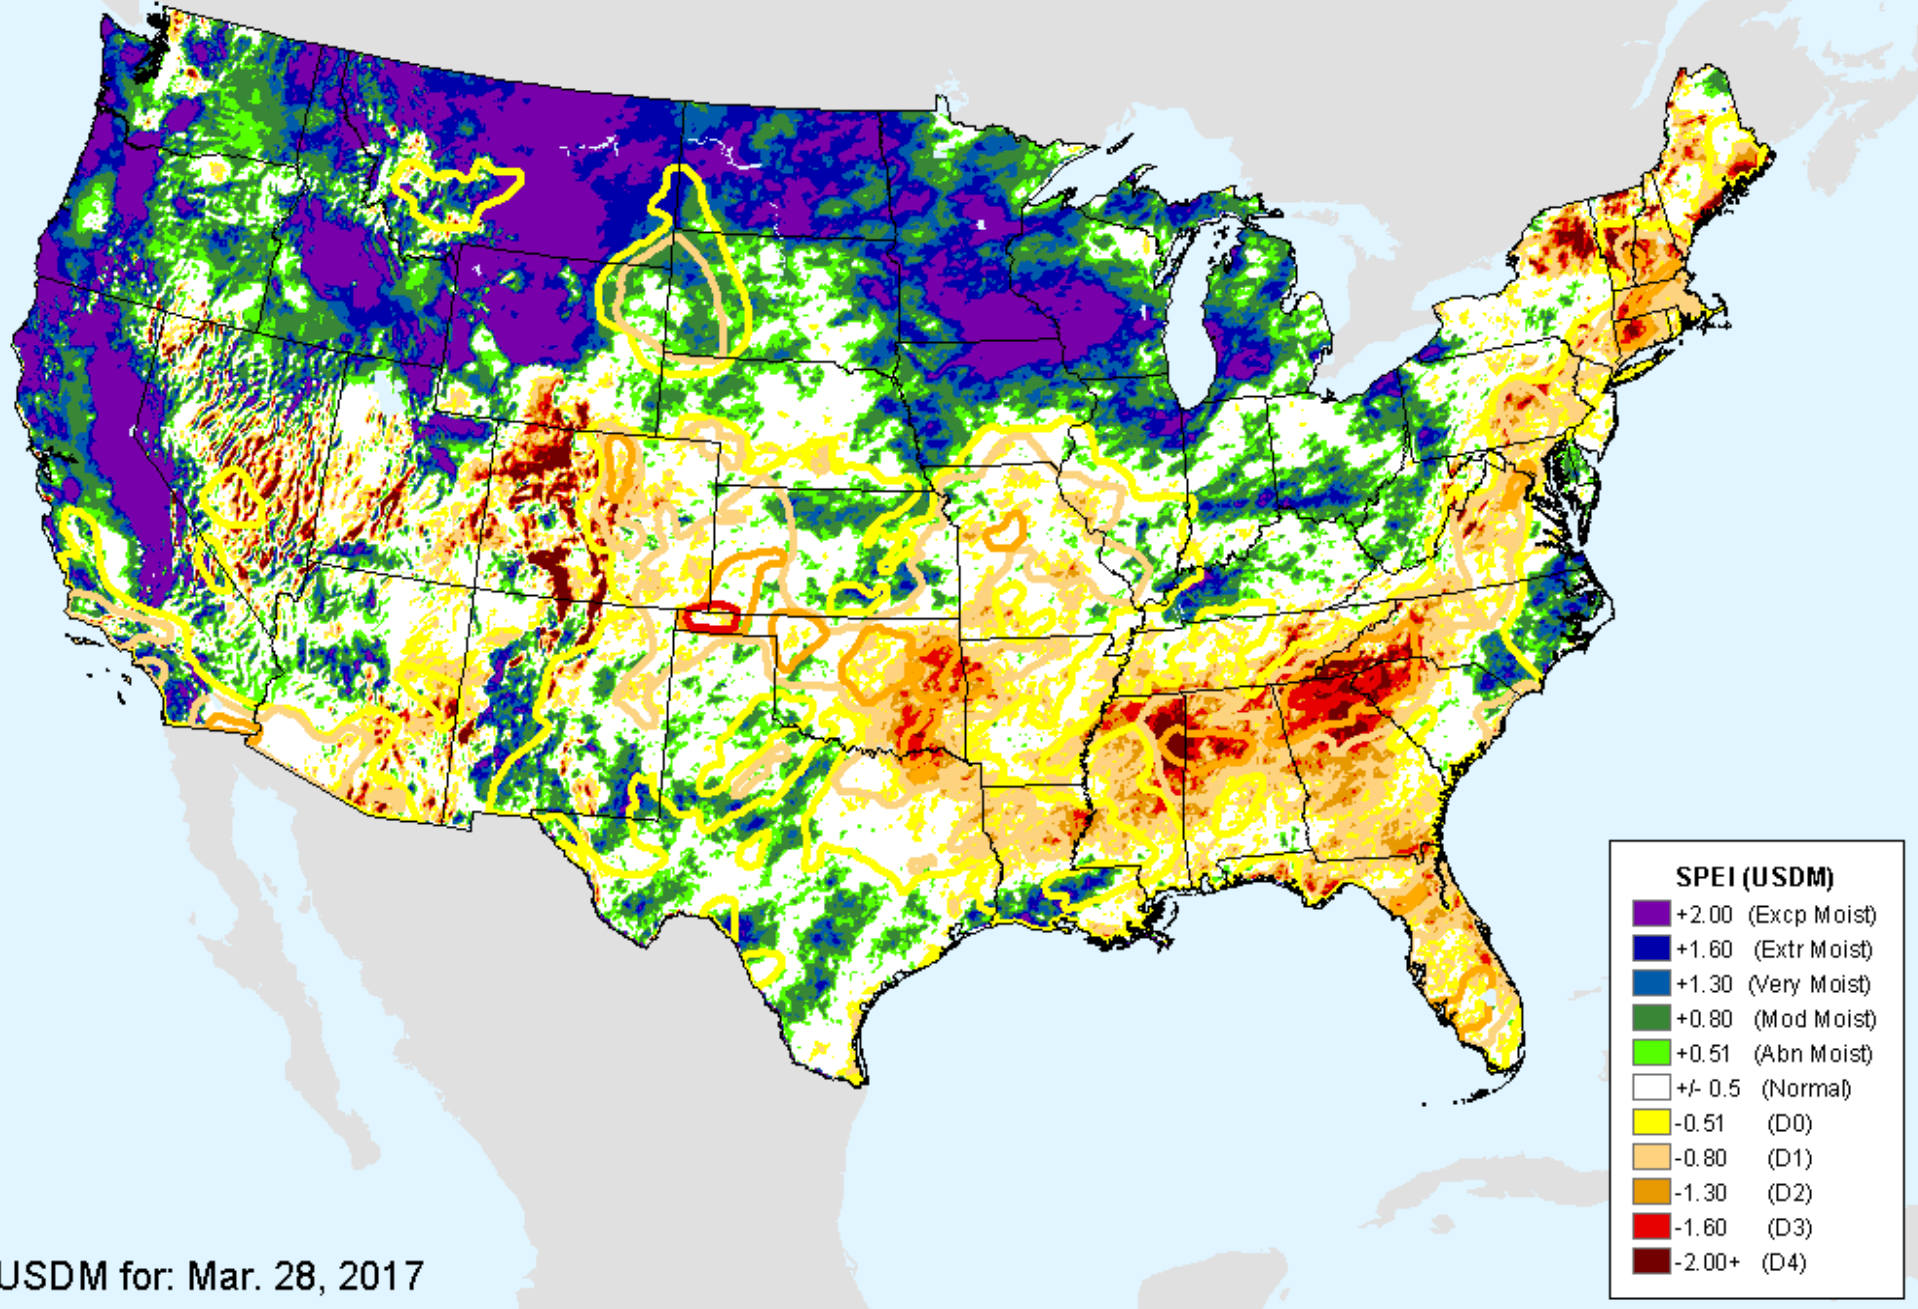 SPEI (USDM)
+2.00 (Excp Moist)
+1.60 (Extr Moist)
+1.30 (Very Moist)
+0.80 (Mod Moist)
+0.51 (Abn Moist)
+/- 0.5 (Normal)
-0.51 (D0)
-0.80 (D1)
-1.30 (D2)
-1.60 (D3)
-2.00+ (D4)
USDM for: Mar. 28, 2017